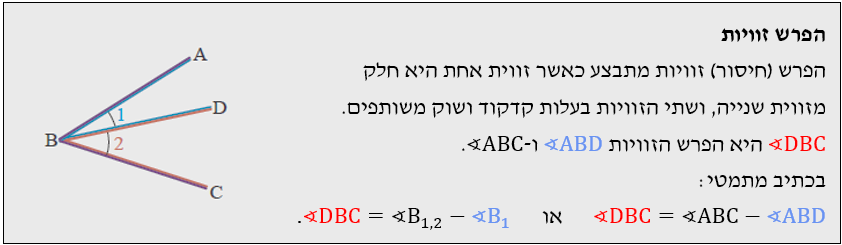 הפרש זוויות
הפרש (חיסור) זוויות מתבצע כאשר זווית אחת היא חלק
מזווית שנייה, ושתי הזוויות בעלות קדקוד ושוק משותפים.
∢DBC היא הפרש הזוויות ∢ABD ו-∢ABC.
בכתיב מתמטי:
∢DBC = ∢ABC − ∢ABD או ∢DBC = ∢B₁,₂ − ∢B₁.
A
1
D
B
2
C